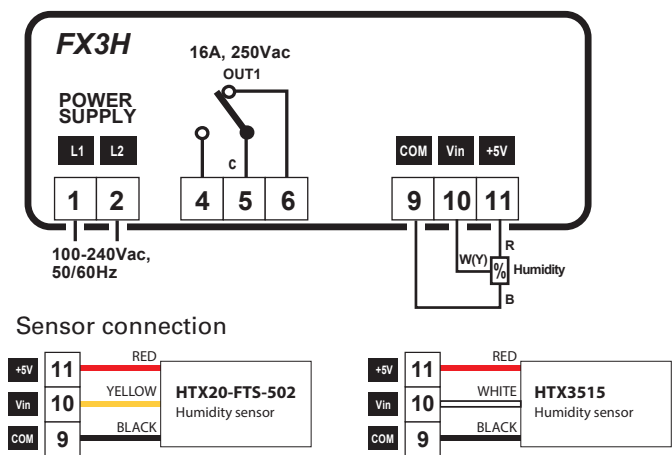 FX3H
16A, 250Vac
OUT1
POWER
SUPPLY
L1 L2
C
COM Vin +5V
1 2 4 5 6 9 10 11
100-240Vac,
50/60Hz
R
W(Y) % Humidity
B
Sensor connection
+5V 11 RED
Vin 10 YELLOW HTX20-FTS-502
Humidity sensor
COM 9 BLACK
+5V 11 RED
Vin 10 WHITE HTX3515
Humidity sensor
COM 9 BLACK